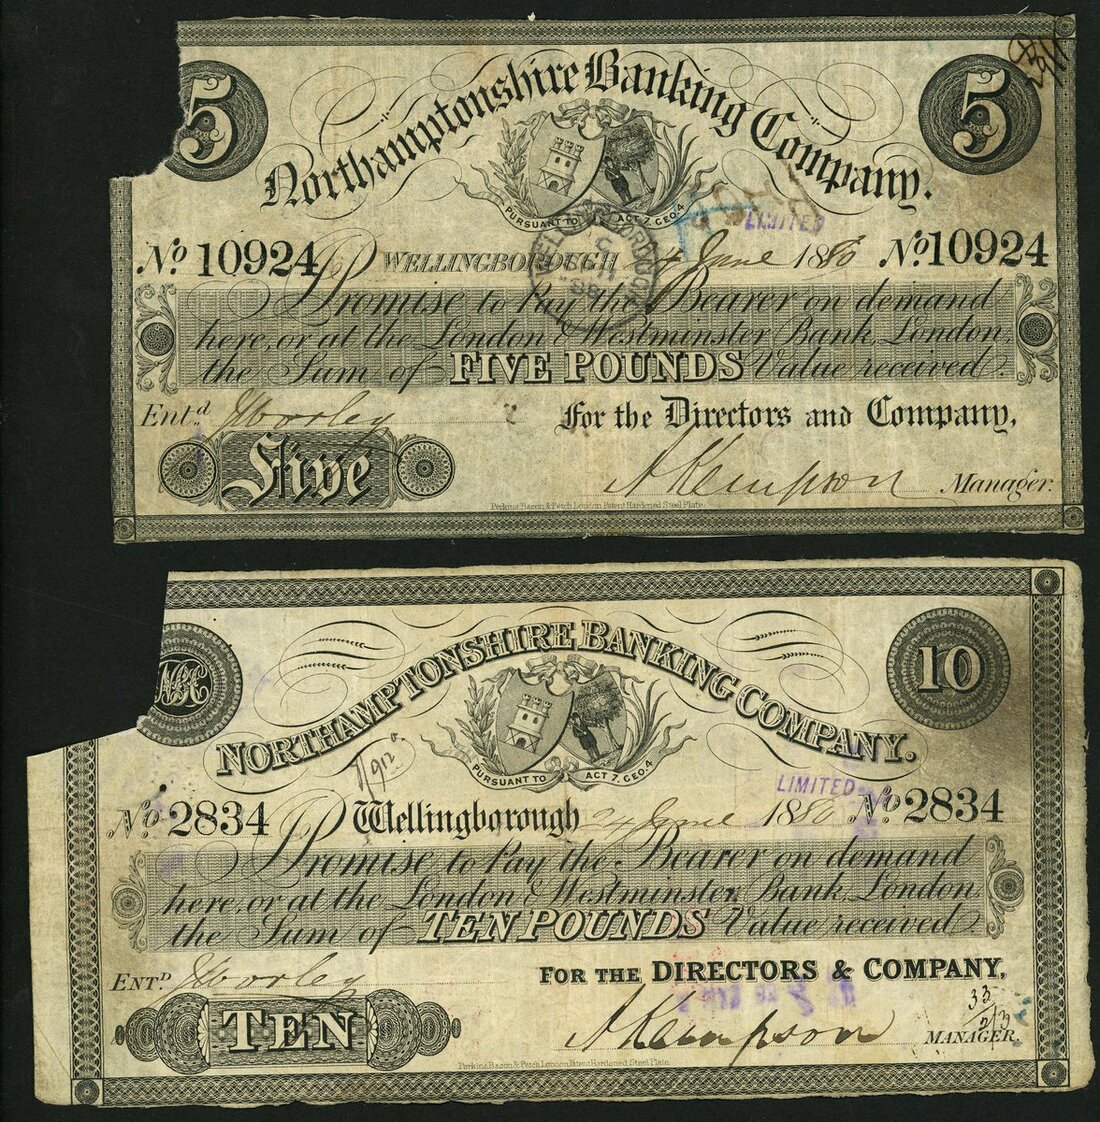 5 5
Northamptonshire Banking Company.
PURSUANT TO ACT 7. GEO. 4
LIMITED
No 10924 WELLINGBOROUGH 24 June 1880 No 10924
I Promise to Pay the Bearer on demand
here, or at the London & Westminster Bank, London,
the Sum of FIVE POUNDS Value received
Entd. For the Directors and Company,
Five A Kempson Manager.
Perkins, Bacon & Petch London Patent Hardened Steel Plate.
10
NORTHAMPTONSHIRE BANKING COMPANY.
PURSUANT TO ACT 7. GEO. 4
LIMITED
No 2834 Wellingborough 24 June 1880 No 2834
I Promise to Pay the Bearer on demand
here, or at the London & Westminster Bank, London.
the Sum of TEN POUNDS Value received
ENTD. FOR THE DIRECTORS & COMPANY,
TEN A Kempson MANAGER.
Perkins, Bacon & Petch London Patent Hardened Steel Plate.